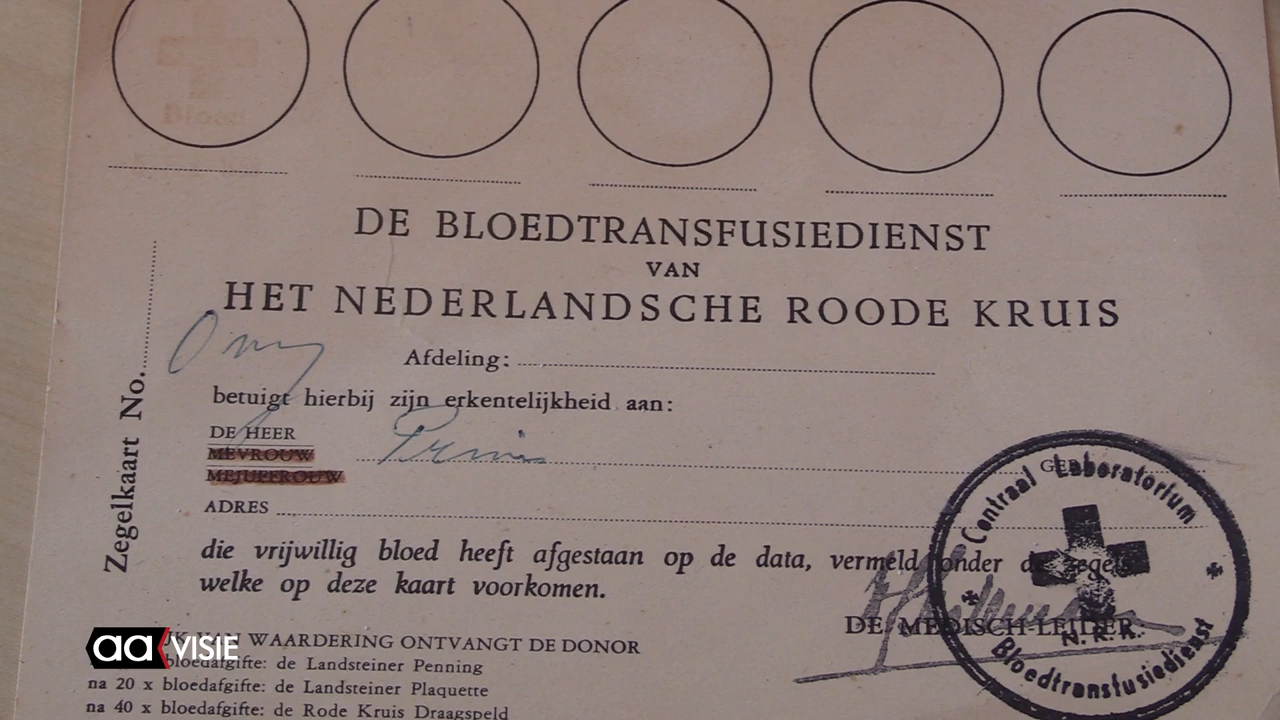 Bloed
DE BLOEDTRANSFUSIEDIENST
VAN
HET NEDERLANDSCHE ROODE KRUIS
Zegelkaart No.
Afdeling:
betuigt hierbij zijn erkentelijkheid aan:
DE HEER
MEVROUW
MEJUFFROUW
Prins
ADRES
die vrijwillig bloed heeft afgestaan op de data, vermeld onder de zegels
welke op deze kaart voorkomen.
DE MEDISCH-LEIDER
Centraal Laboratorium
N.R.K.
Bloedtransfusiedienst
VAN WAARDERING ONTVANGT DE DONOR
bloedafgifte: de Landsteiner Penning
na 20 x bloedafgifte: de Landsteiner Plaquette
na 40 x bloedafgifte: de Rode Kruis Draagspeld
aa VISIE